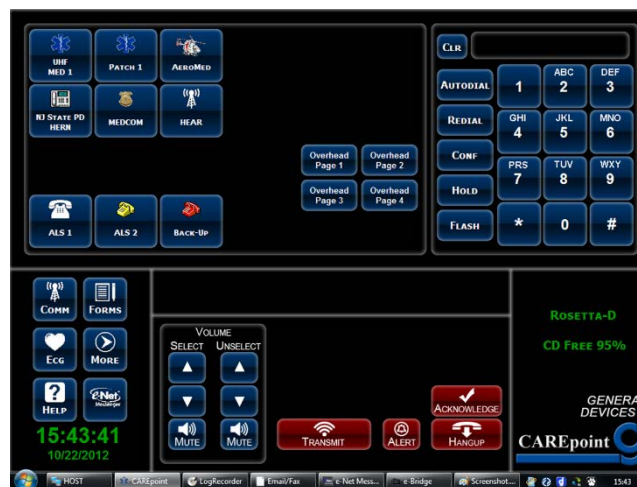 UHF
MED 1
PATCH 1
AEROMED
NJ STATE PD
HERN
MEDCOM
HEAR
ALS 1
ALS 2
BACK-UP
Overhead
Page 1
Overhead
Page 2
Overhead
Page 3
Overhead
Page 4
CLR
AUTODIAL
REDIAL
CONF
HOLD
FLASH
1
ABC
2
DEF
3
GHI
4
JKL
5
MNO
6
PRS
7
TUV
8
WXY
9
*
0
#
COMM
FORMS
ECG
MORE
?
HELP
e-Net
Messenger
15:43:41
10/22/2012
VOLUME
SELECT UNSELECT
MUTE
MUTE
TRANSMIT
ALERT
ACKNOWLEDGE
HANGUP
ROSETTA-D
CD FREE 95%
GENERA
DEVICES
CAREpoint
HOST
CAREpoint
LogRecorder
Email/Fax
e-Net Mess...
e-Bridge
Screenshot...
15:43